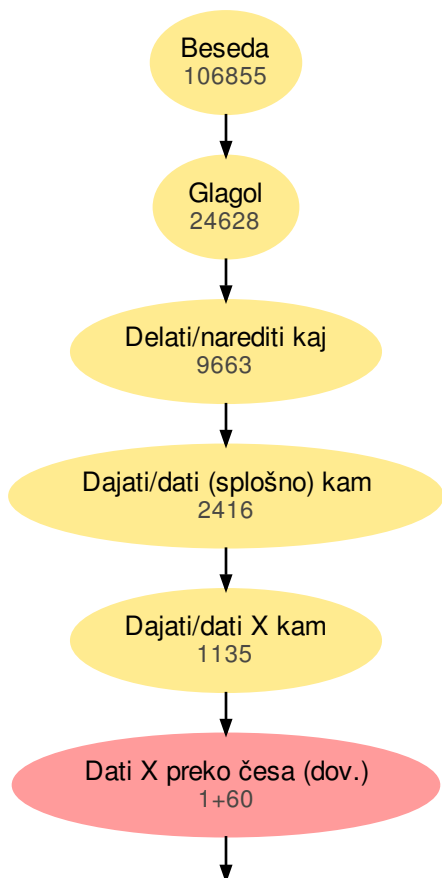 Beseda
106855
Glagol
24628
Delati/narediti kaj
9663
Dajati/dati (splošno) kam
2416
Dajati/dati X kam
1135
Dati X preko česa (dov.)
1+60